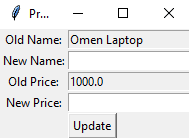 Pr...
Old Name: Omen Laptop
New Name:
Old Price: 1000.0
New Price:
Update